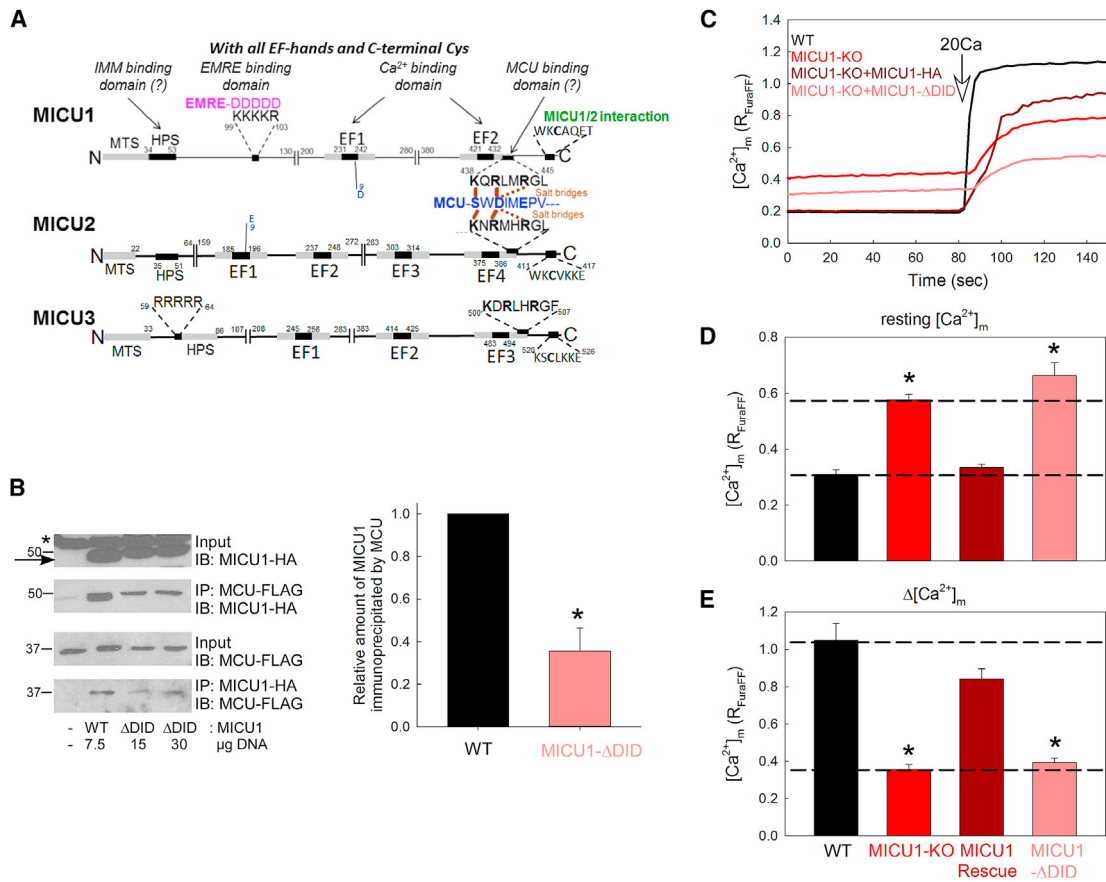 A
With all EF-hands and C-terminal Cys
IMM binding domain (?)
EMRE binding domain
Ca2+ binding domain
MCU binding domain (?)
EMRE-DDDDD
KKKKR
99 103
MICU1/2 interaction
MICU1
WKCAQET
MTS HPS EF1 EF2
34 53 130 200 231 242 280 380 421 432
N C
438 KQRLMRGL 445
Salt bridges
MCU-SWDIMEPV---
Salt bridges
KNRMHRGL
MICU2
22 64 159 185 196 237 248 272 283 303 314 375 386 411 417
N C
MTS HPS EF1 EF2 EF3 EF4
35 51
WKCVKKE
RRRRR
59 64
KDRLHRGF
500 507
MICU3
33 86 107 208 245 256 283 383 414 425
N C
MTS HPS EF1 EF2 EF3
483 494
520 526
KSCLKKE
B
*
50
Input
IB: MICU1-HA
50
IP: MCU-FLAG
IB: MICU1-HA
37
Input
IB: MCU-FLAG
37
IP: MICU1-HA
IB: MCU-FLAG
- WT ΔDID ΔDID : MICU1
- 7.5 15 30 µg DNA
Relative amount of MICU1
immunoprecipitated by MCU
1.0
0.8
0.6
0.4
0.2
0.0
*
WT
MICU1-ΔDID
C
[Ca2+]m (RFuraFF)
1.4
1.2
1.0
0.8
0.6
0.4
0.2
0.0
WT
MICU1-KO
MICU1-KO+MICU1-HA
MICU1-KO+MICU1-ΔDID
20Ca
0 20 40 60 80 100 120 140
Time (sec)
D
resting [Ca2+]m
[Ca2+]m (RFuraFF)
0.8
0.6
0.4
0.2
0.0
*
*
E
Δ[Ca2+]m
[Ca2+]m (RFuraFF)
1.2
1.0
0.8
0.6
0.4
0.2
0.0
*
*
WT
MICU1-KO
MICU1 Rescue
MICU1 -ΔDID